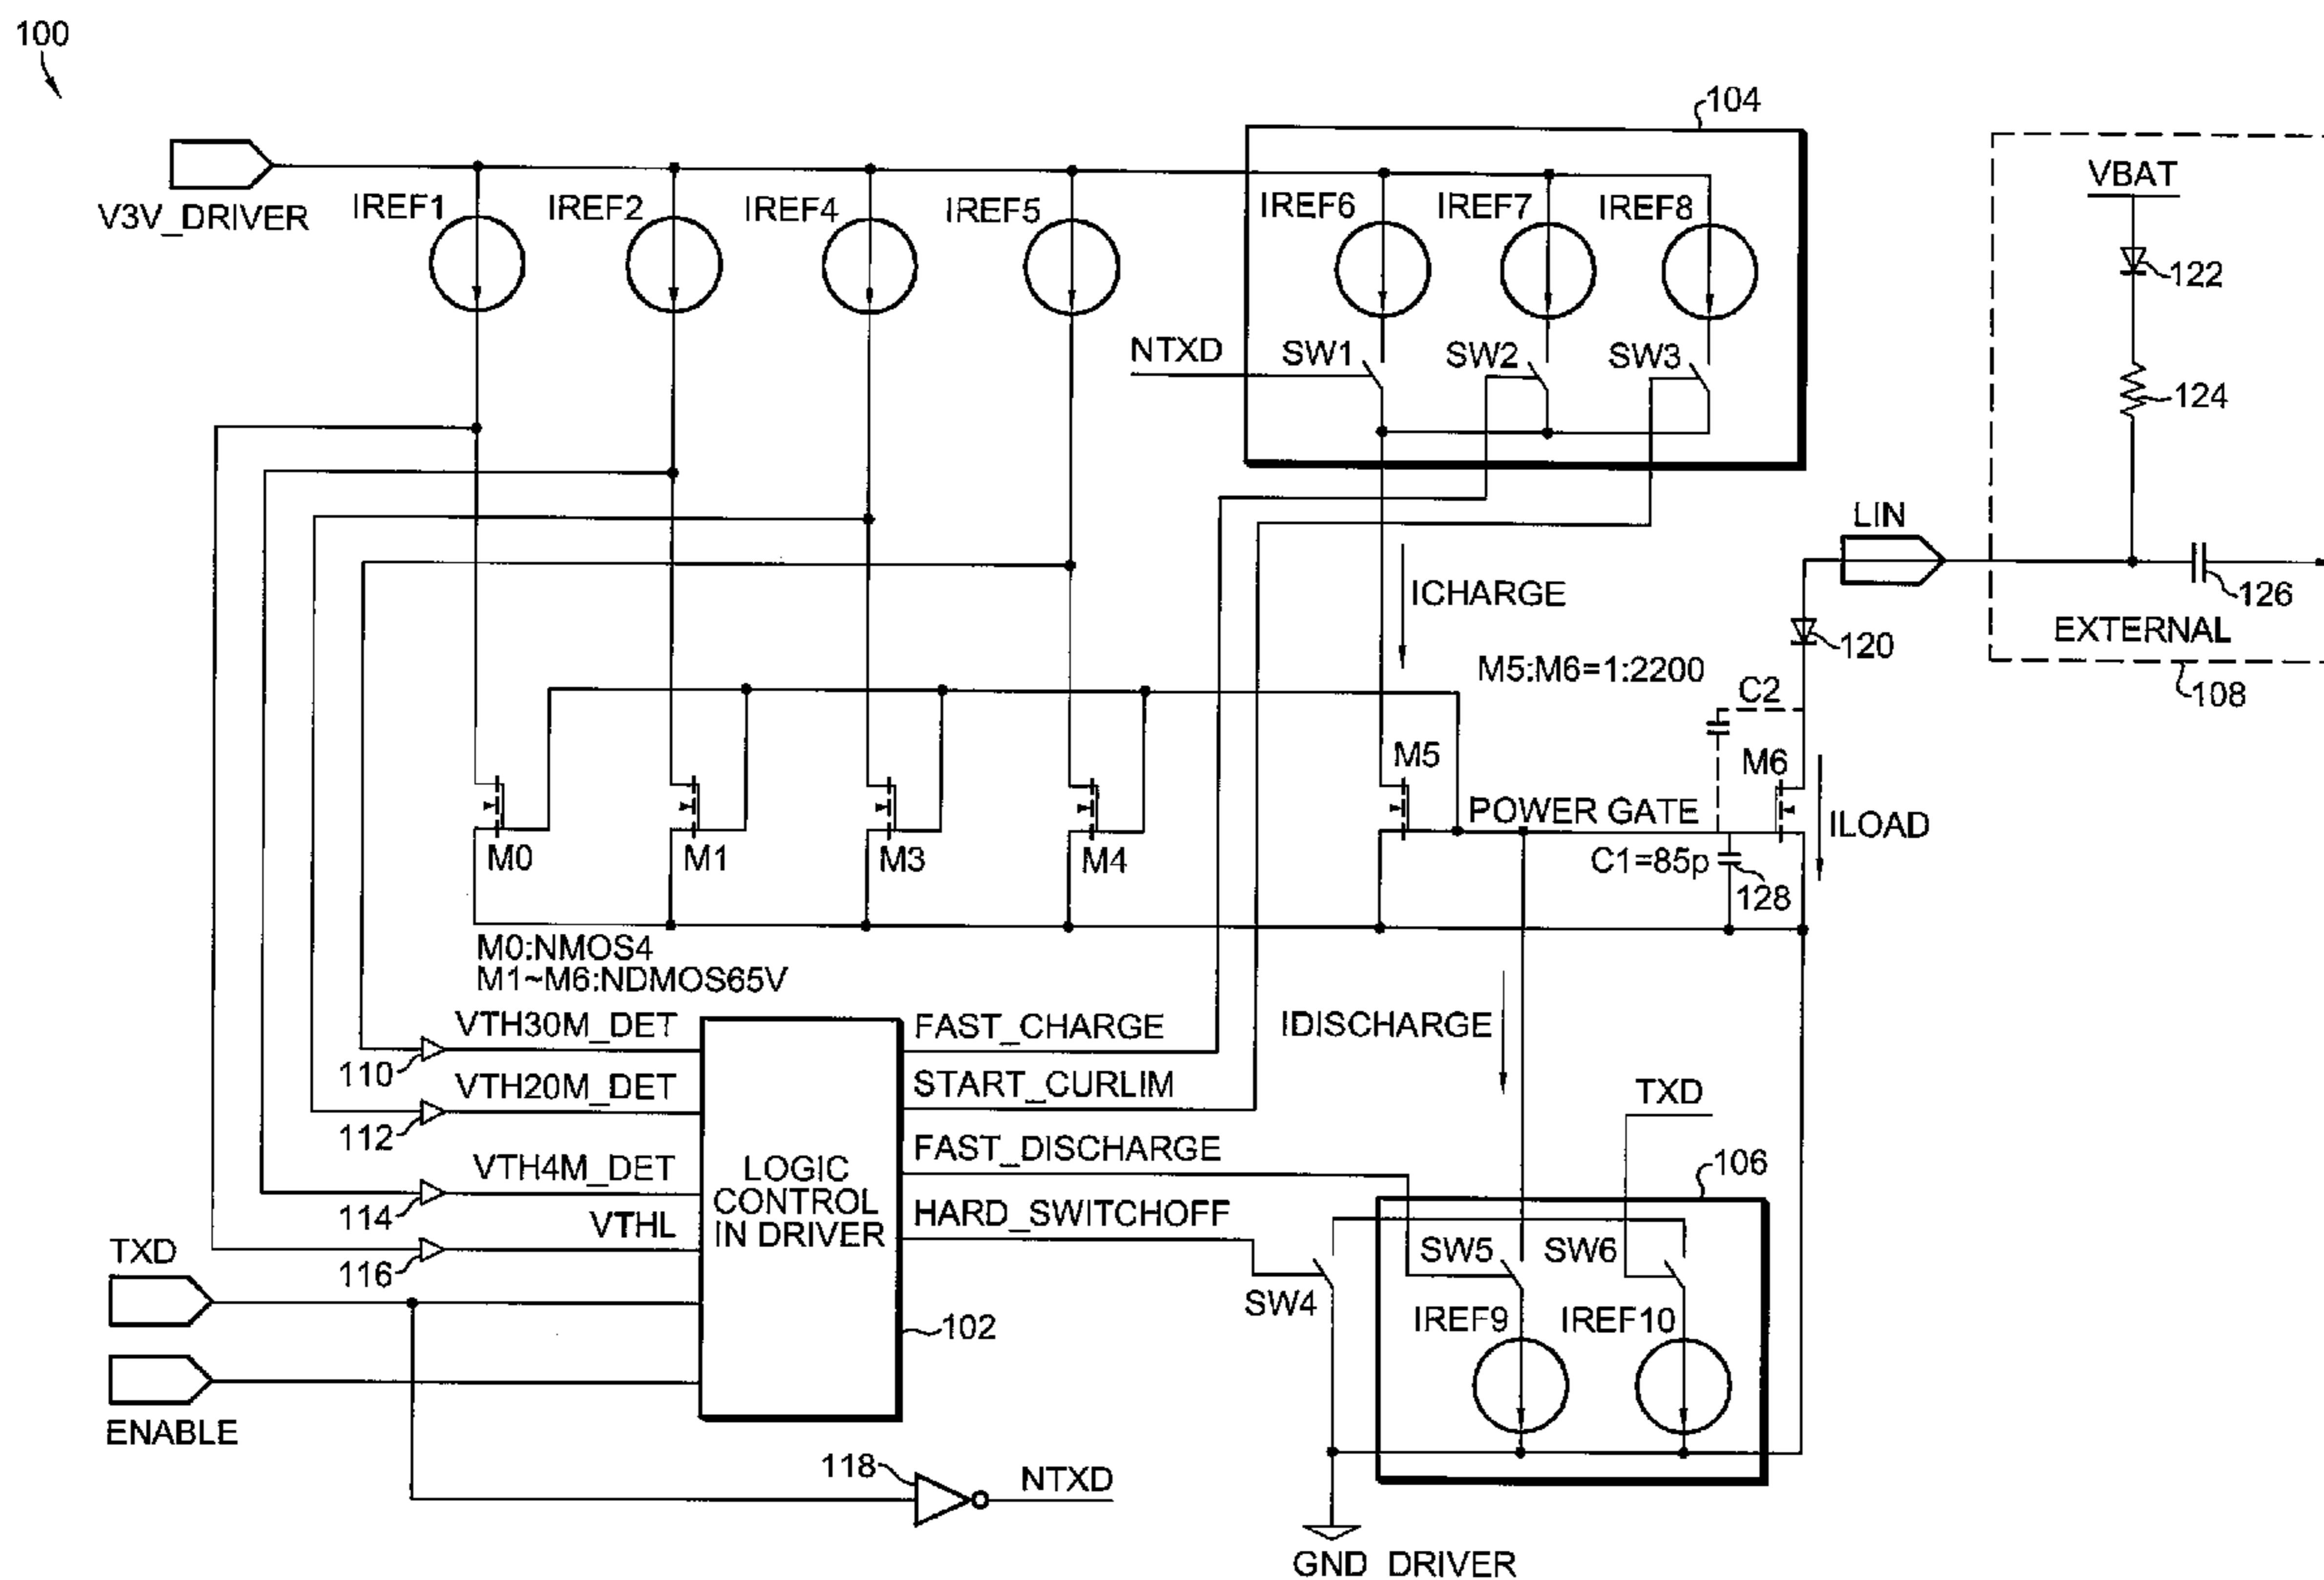 100
104
V3V_DRIVER
IREF1
IREF2
IREF4
IREF5
IREF6
IREF7
IREF8
VBAT
122
NTXD
SW1
SW2
SW3
124
LIN
126
EXTERNAL
108
ICHARGE
120
M5:M6=1:2200
C2
M5
M6
POWER GATE
ILOAD
M0
M1
M3
M4
C1=85p
128
M0:NMOS4
M1~M6:NDMOS65V
VTH30M_DET
110
VTH20M_DET
112
VTH4M_DET
114
VTHL
116
LOGIC
CONTROL
IN DRIVER
102
FAST_CHARGE
START_CURLIM
FAST_DISCHARGE
HARD_SWITCHOFF
IDISCHARGE
TXD
106
SW4
SW5
SW6
IREF9
IREF10
TXD
ENABLE
118
NTXD
GND DRIVER